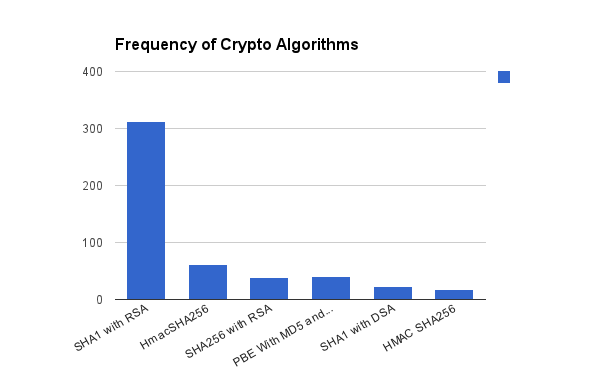 Frequency of Crypto Algorithms
400
300
200
100
0
SHA1 with RSA
HmacSHA256
SHA256 with RSA
PBE With MD5 and...
SHA1 with DSA
HMAC SHA256